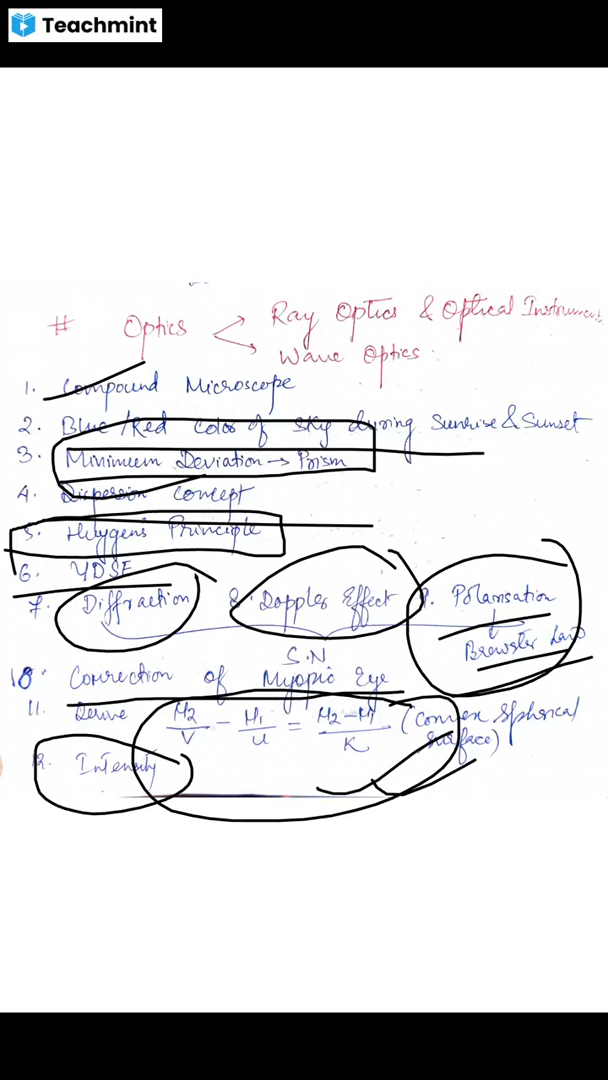 Teachmint
# Optics < Ray Optics & Optical Instruments
Wave Optics
1. Compound Microscope
2. Blue/Red color of sky during Sunrise & Sunset
3. Minimum Deviation → Prism
4. Dispersion Concept
5. Huygen's Principle
6. YDSE
7. Diffraction 8. Doppler Effect 9. Polarisation
Brewster Law
S.N
10. Correction of Myopic Eye
11. Derive μ2/V - μ1/u = μ2-μ1/R (Convex Spherical Surface)
12. Intensity